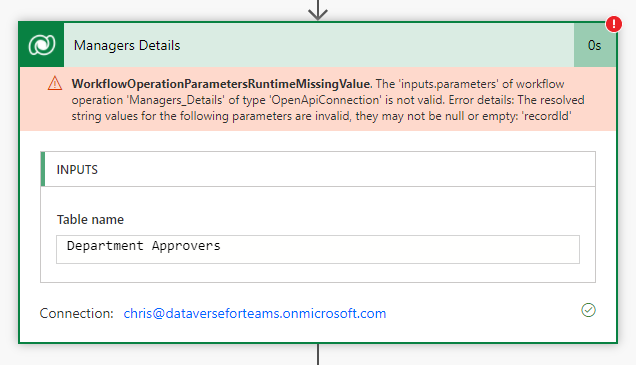 Managers Details
0s
!
WorkflowOperationParametersRuntimeMissingValue. The 'inputs.parameters' of workflow
operation 'Managers_Details' of type 'OpenApiConnection' is not valid. Error details: The resolved
string values for the following parameters are invalid, they may not be null or empty: 'recordId'
INPUTS
Table name
Department Approvers
Connection: chris@dataverseforteams.onmicrosoft.com